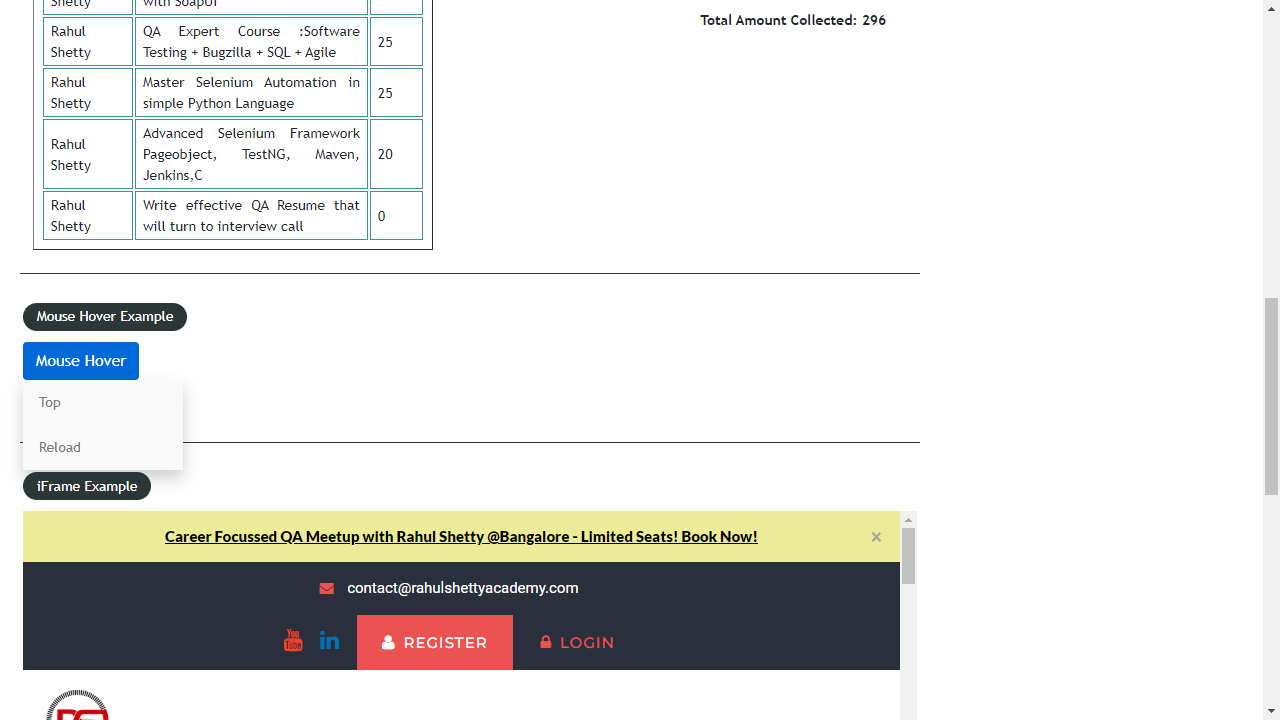 Shetty
with SoapUI
Total Amount Collected: 296
Rahul
Shetty
QA Expert Course :Software
Testing + Bugzilla + SQL + Agile
25
Rahul
Shetty
Master Selenium Automation in
simple Python Language
25
Rahul
Shetty
Advanced Selenium Framework
Pageobject, TestNG, Maven,
Jenkins,C
20
Rahul
Shetty
Write effective QA Resume that
will turn to interview call
0
Mouse Hover Example
Mouse Hover
Top
Reload
iFrame Example
Career Focussed QA Meetup with Rahul Shetty @Bangalore - Limited Seats! Book Now!
×
contact@rahulshettyacademy.com
You
Tube
in
REGISTER
LOGIN